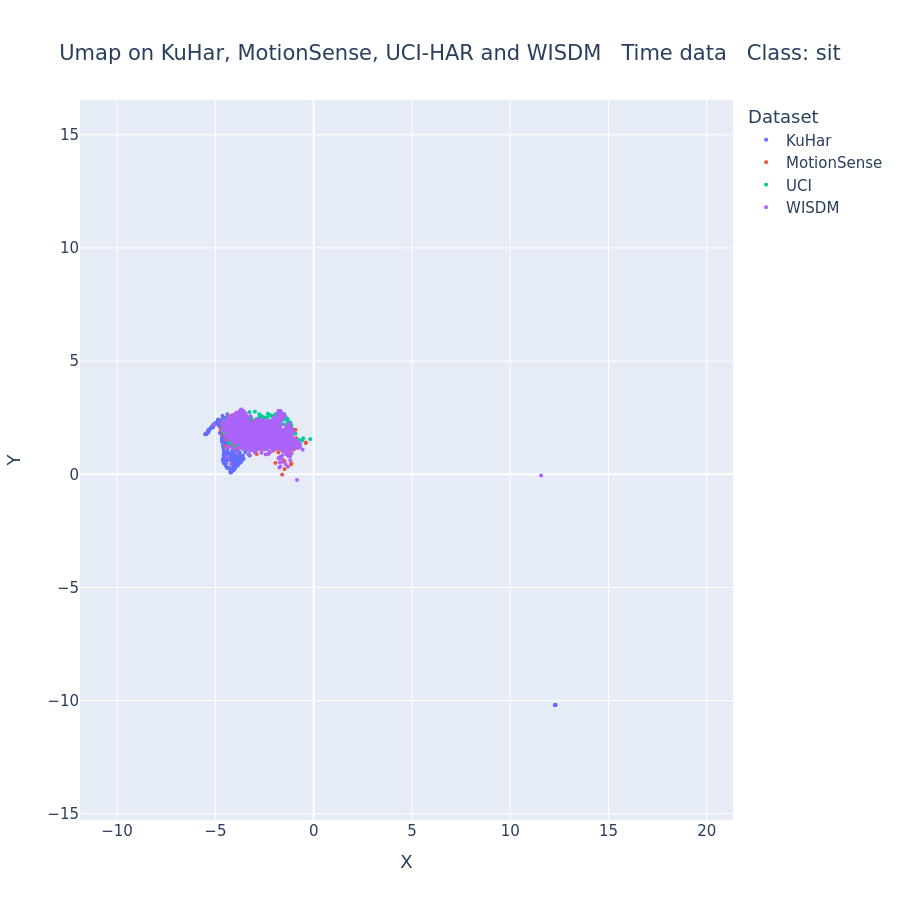 Umap on KuHar, MotionSense, UCI-HAR and WISDM   Time data   Class: sit
Dataset
KuHar
MotionSense
UCI
WISDM
15
10
5
0
−5
−10
−15
Y
−10
−5
0
5
10
15
20
X